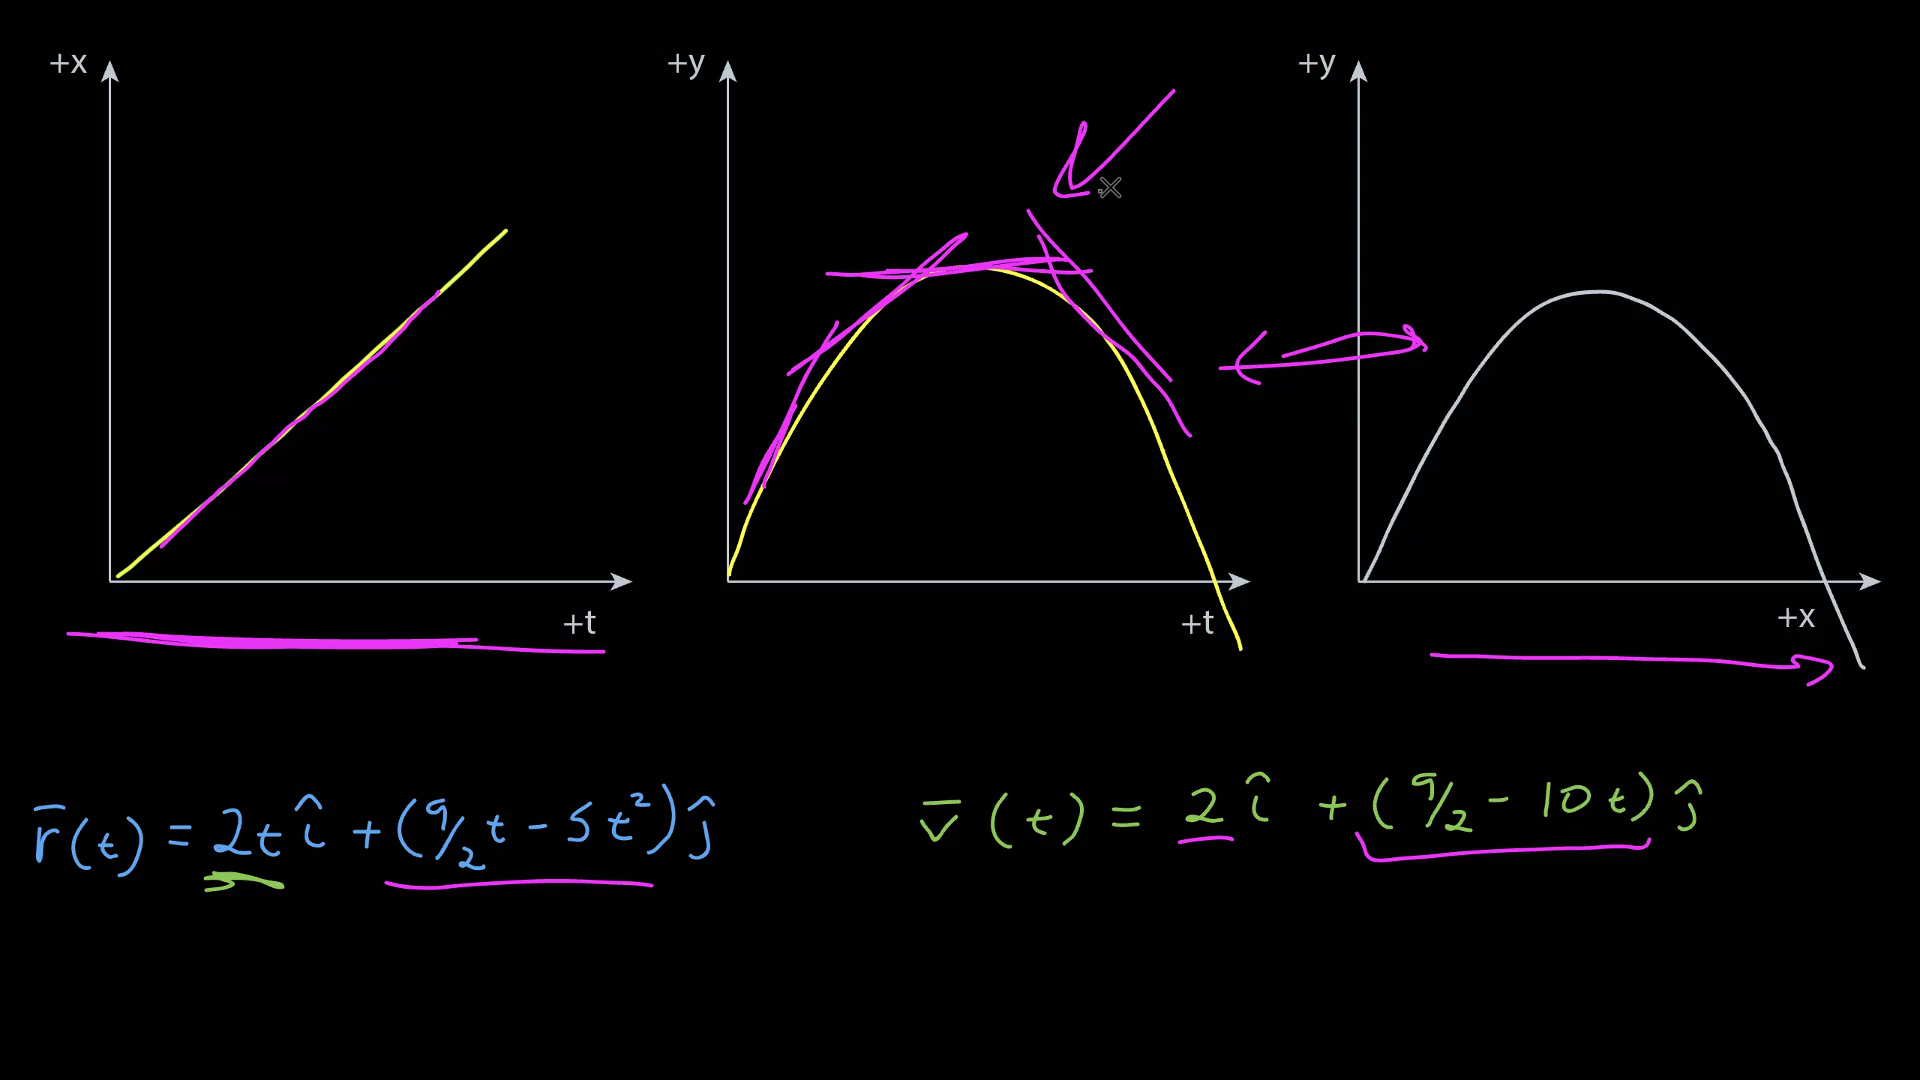 +x
+y
+y
+t
+t
+x
r̄(t) = 2t î + (9/2 t - 5t²) ĵ
v̄(t) = 2 î + (9/2 - 10t) ĵ